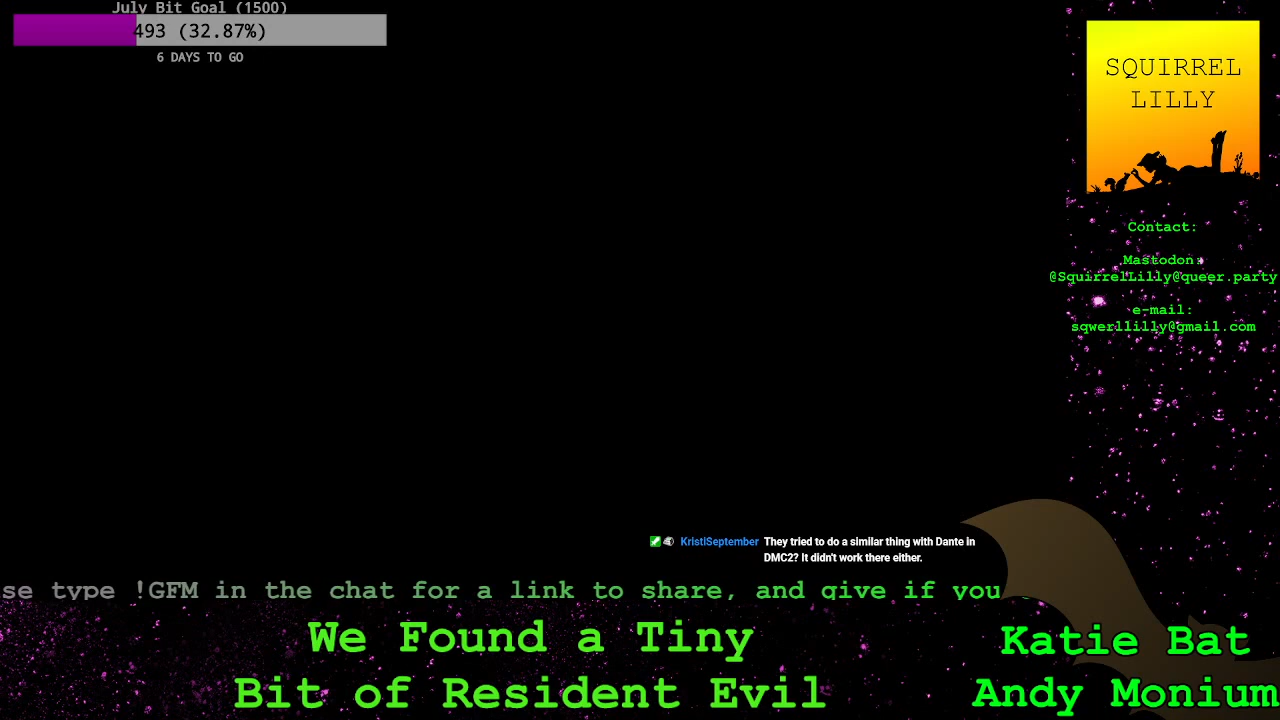 July Bit Goal (1500)
493 (32.87%)
6 DAYS TO GO
SQUIRREL
LILLY
Contact:
Mastodon:
@SquirrelLilly@queer.party
e-mail:
sqwerllilly@gmail.com
KristiSeptember They tried to do a similar thing with Dante in
DMC2? It didn't work there either.
se type !GFM in the chat for a link to share, and give if you
We Found a Tiny
Bit of Resident Evil
Katie Bat
Andy Monium